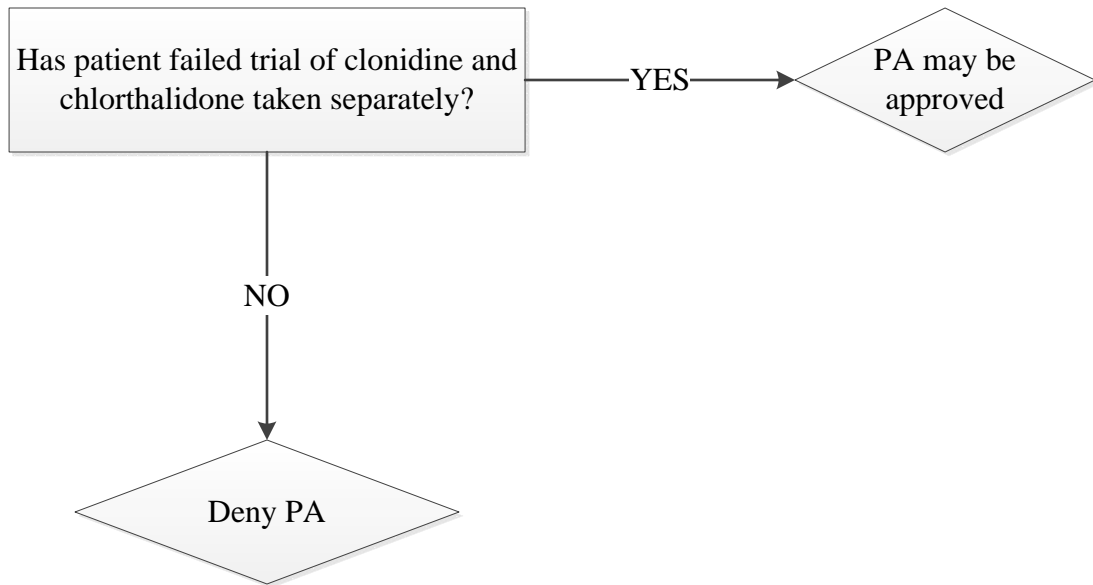 Has patient failed trial of clonidine and
chlorthalidone taken separately?
YES
PA may be
approved
NO
Deny PA